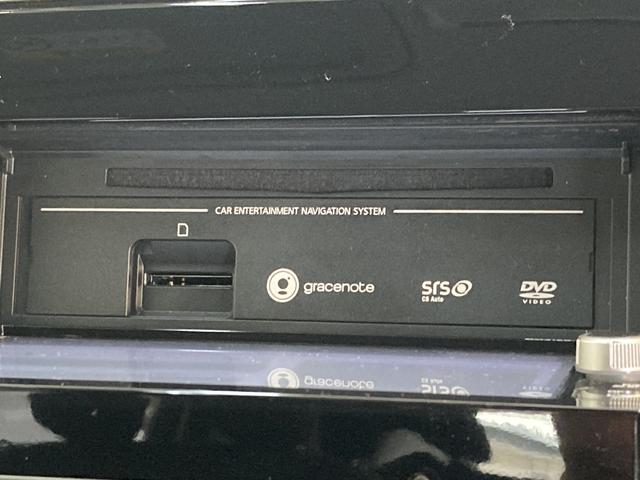 CAR ENTERTAINMENT NAVIGATION SYSTEM
gracenote
SRS
CS Auto
DVD
VIDEO